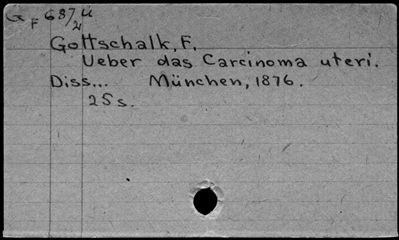 G F 687/2 U
Gottschalk, F.
Ueber das Carcinoma uteri.
Diss... München, 1876.
25 s.